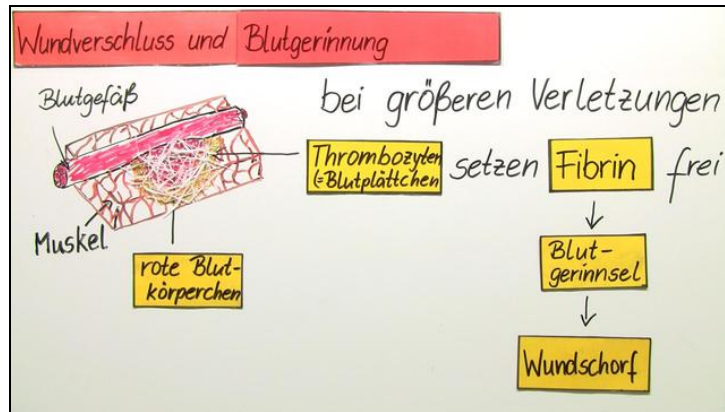 Wundverschluss und Blutgerinnung
bei größeren Verletzungen
Blutgefäß
Thrombozyten
(=Blutplättchen
setzen Fibrin frei
Muskel
rote Blut-
körperchen
Blut-
gerinnsel
Wundschorf